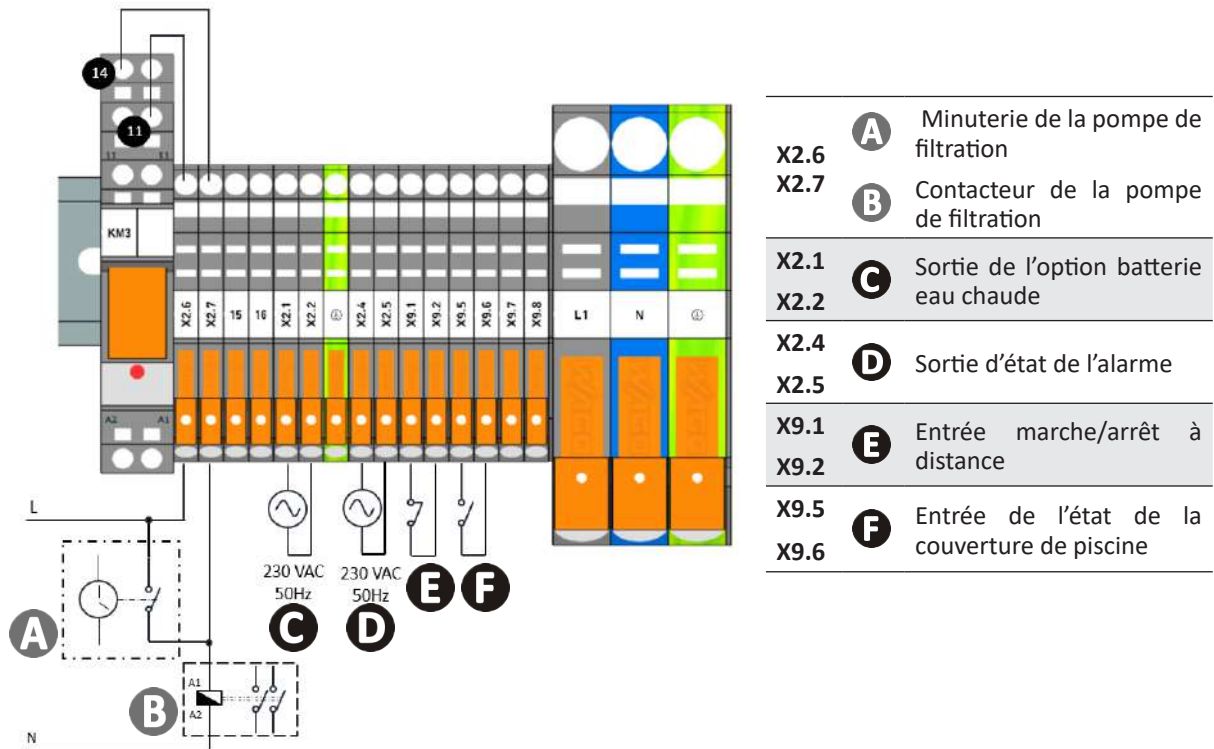 14
11
11 11
KM3
A2 A1
X2.6 X2.7 15 16 X2.1 X2.2 X2.4 X2.5 X9.1 X9.2 X9.5 X9.6 X9.7 X9.8 L1 N
L
230 VAC
50Hz
C
230 VAC
50Hz
D
E
F
A
A1
A2
B
N
X2.6
X2.7
A Minuterie de la pompe de
filtration
B Contacteur de la pompe
de filtration
X2.1
X2.2
C Sortie de l'option batterie
eau chaude
X2.4
X2.5
D Sortie d'état de l'alarme
X9.1
X9.2
E Entrée marche/arrêt à
distance
X9.5
X9.6
F Entrée de l'état de la
couverture de piscine